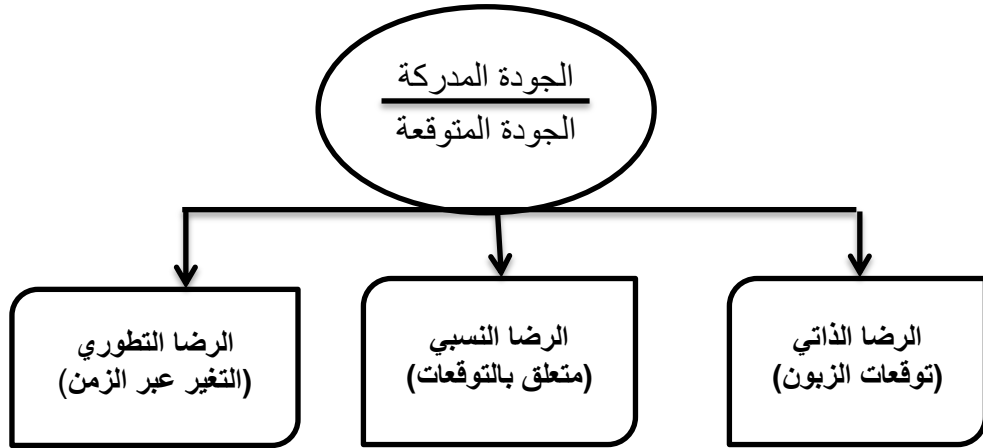 الجودة المدركة
الجودة المتوقعة
الرضا الذاتي
(توقعات الزبون)
الرضا النسبي
(متعلق بالتوقعات)
الرضا التطوري
(التغير عبر الزمن)